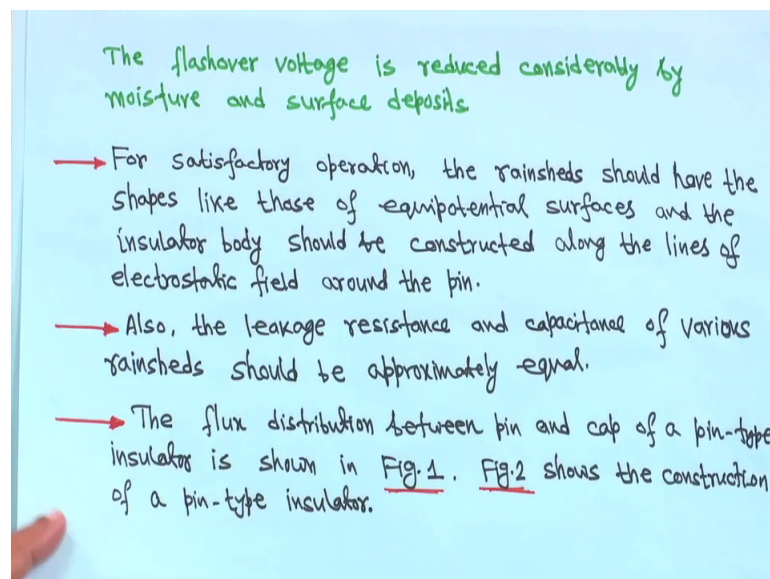 The flashover voltage is reduced considerably by
moisture and surface deposits
For satisfactory operation, the rainsheds should have the
shapes like those of equipotential surfaces and the
insulator body should be constructed along the lines of
electrostatic field around the pin.
Also, the leakage resistance and capacitance of various
rainsheds should be approximately equal.
The flux distribution between pin and cap of a pin-type
insulator is shown in Fig.1. Fig.2 shows the construction
of a pin-type insulator.